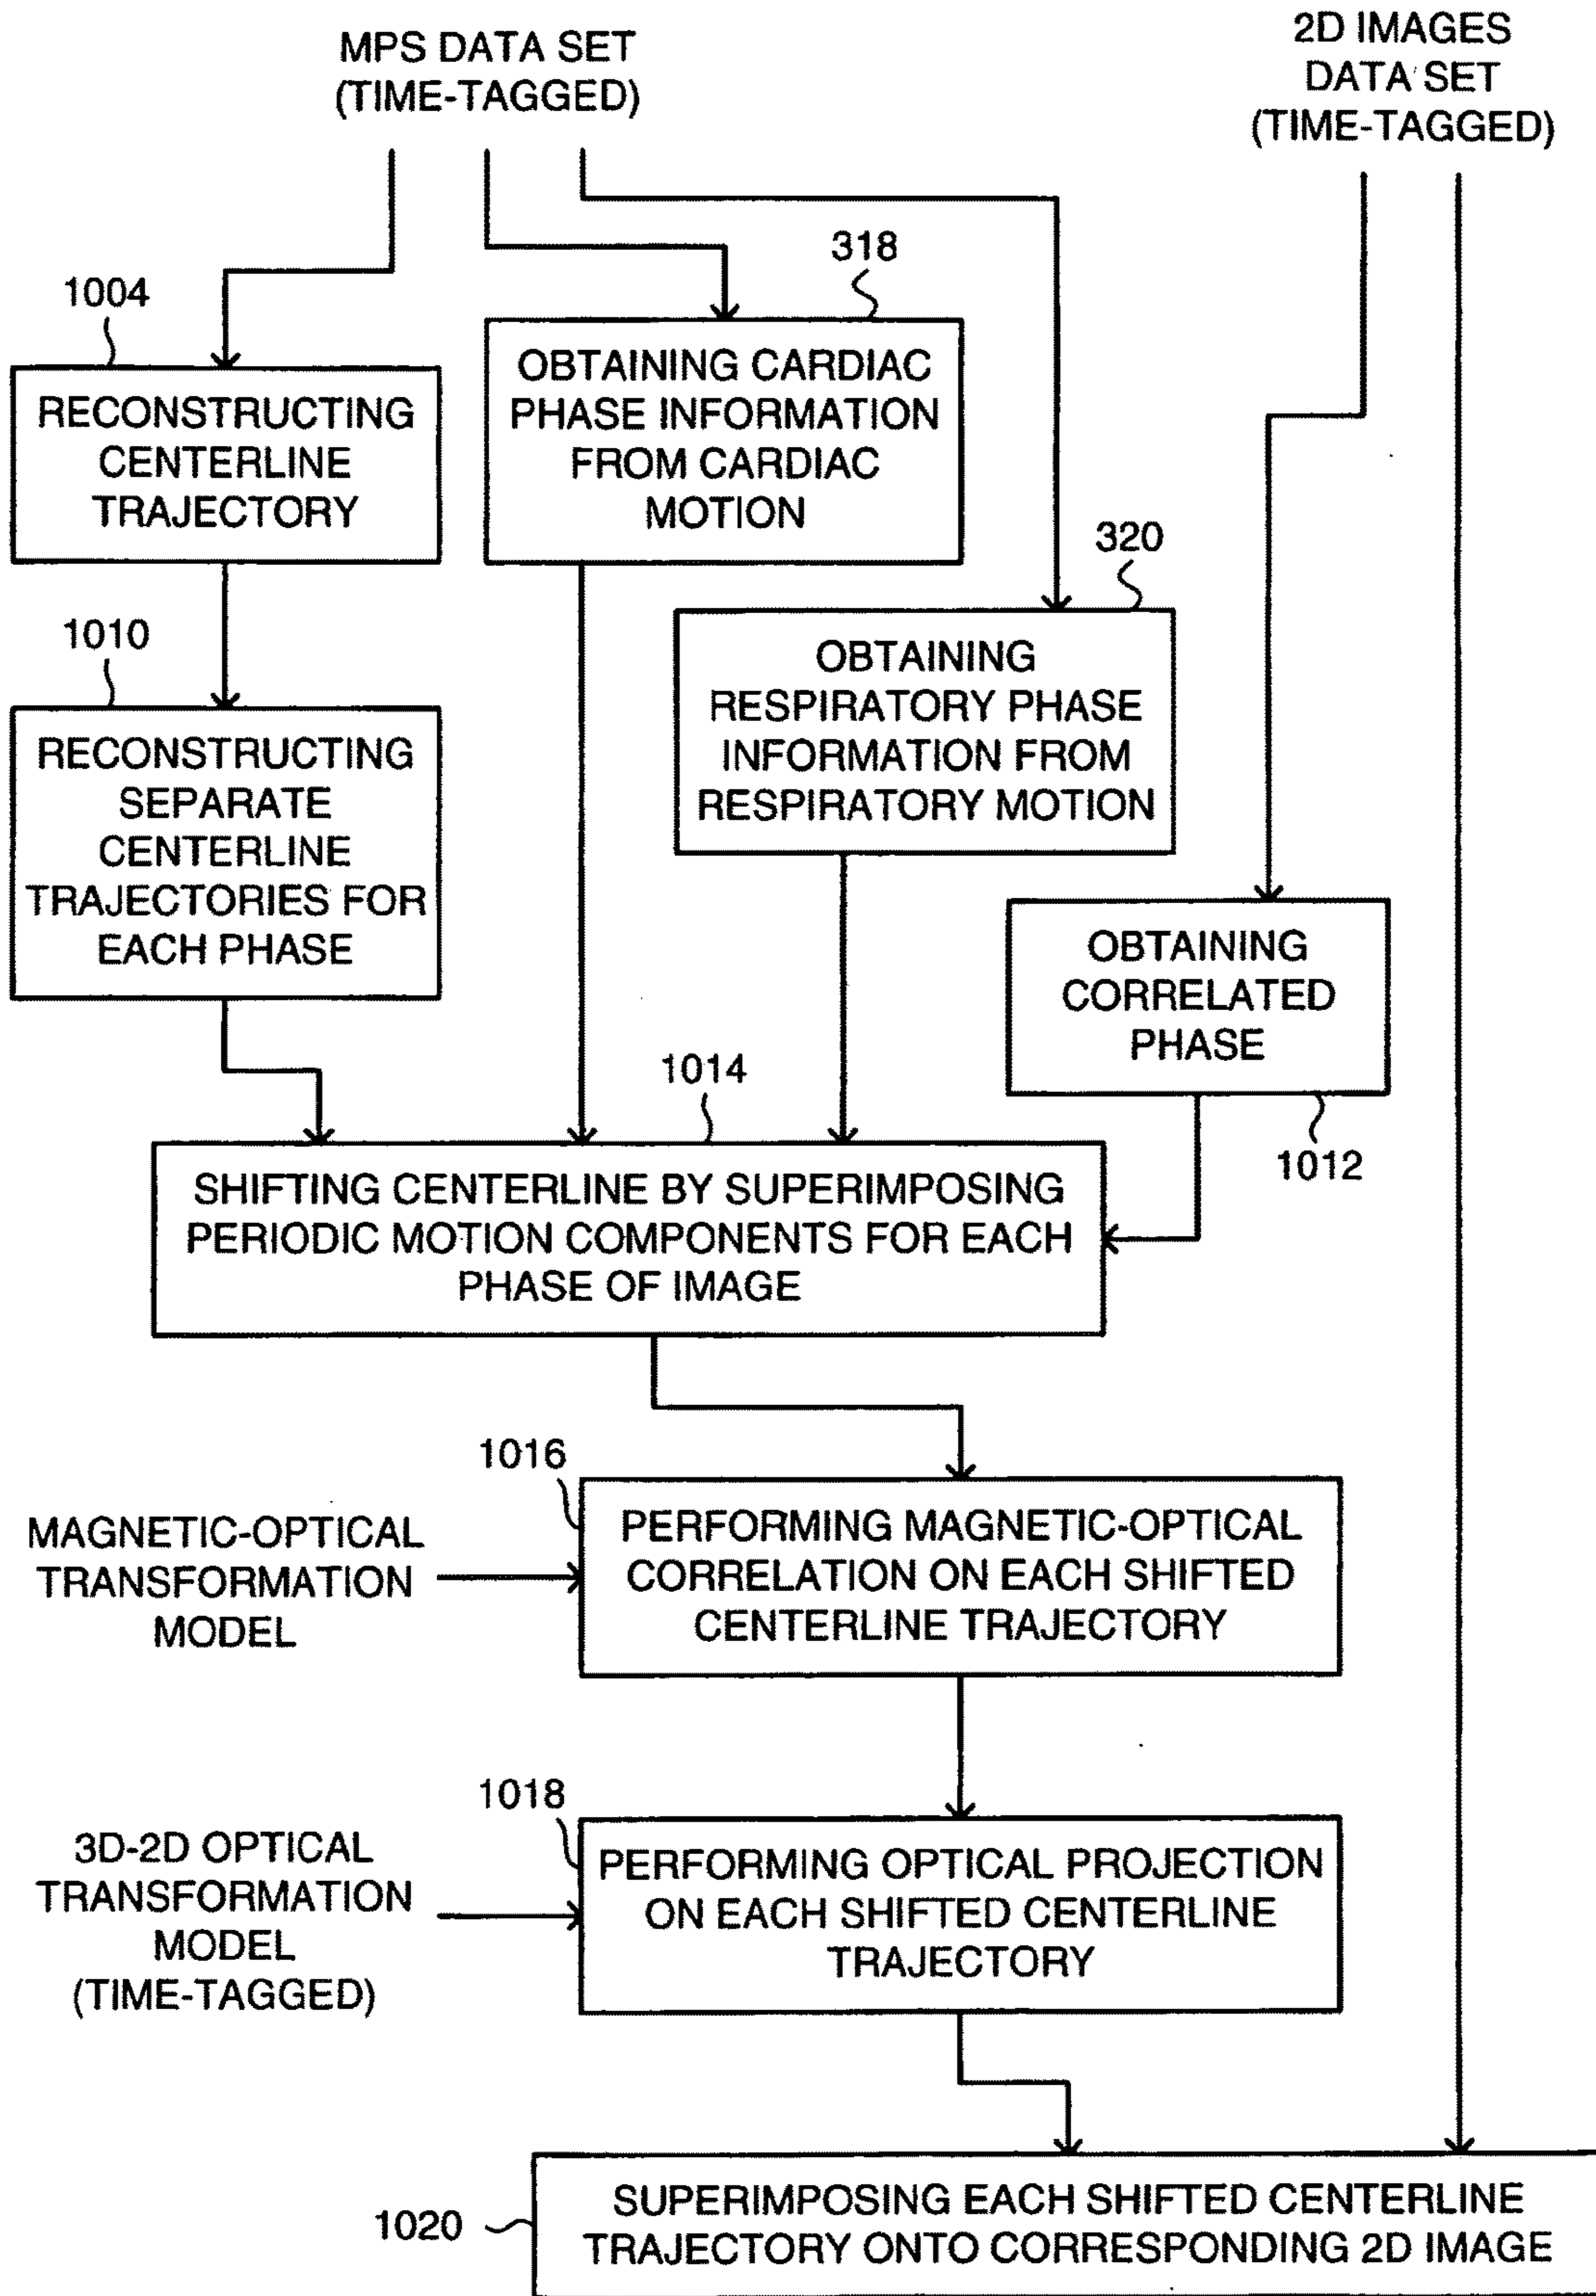 MPS DATA SET
(TIME-TAGGED)
2D IMAGES
DATA SET
(TIME-TAGGED)
318
1004
OBTAINING CARDIAC
PHASE INFORMATION
FROM CARDIAC
MOTION
RECONSTRUCTING
CENTERLINE
TRAJECTORY
320
1010
OBTAINING
RESPIRATORY PHASE
INFORMATION FROM
RESPIRATORY MOTION
RECONSTRUCTING
SEPARATE
CENTERLINE
TRAJECTORIES FOR
EACH PHASE
OBTAINING
CORRELATED
PHASE
1012
1014
SHIFTING CENTERLINE BY SUPERIMPOSING
PERIODIC MOTION COMPONENTS FOR EACH
PHASE OF IMAGE
1016
MAGNETIC-OPTICAL
TRANSFORMATION
MODEL
PERFORMING MAGNETIC-OPTICAL
CORRELATION ON EACH SHIFTED
CENTERLINE TRAJECTORY
1018
3D-2D OPTICAL
TRANSFORMATION
MODEL
(TIME-TAGGED)
PERFORMING OPTICAL PROJECTION
ON EACH SHIFTED CENTERLINE
TRAJECTORY
1020
SUPERIMPOSING EACH SHIFTED CENTERLINE
TRAJECTORY ONTO CORRESPONDING 2D IMAGE